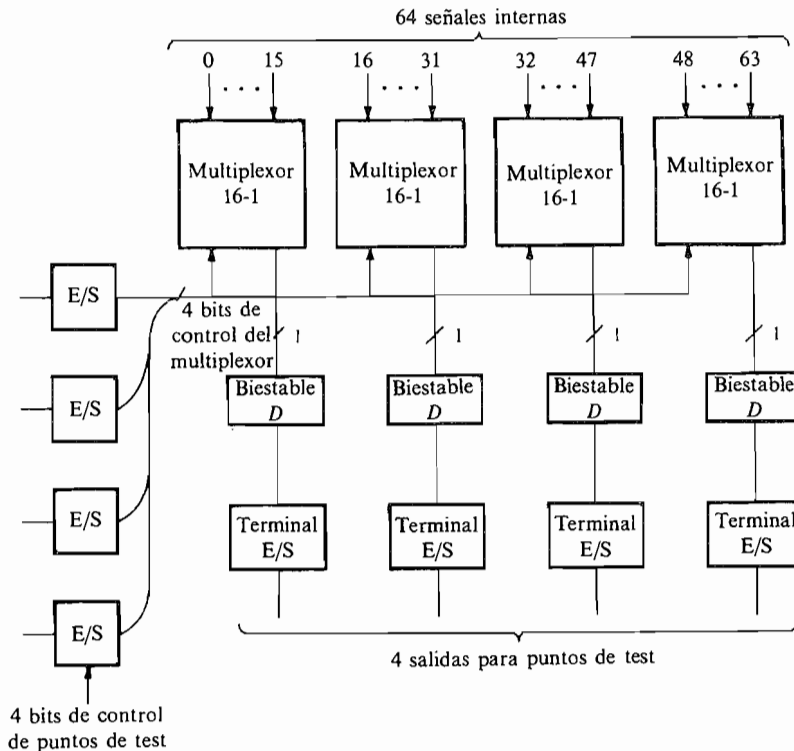 64 señales internas
0 15 16 31 32 47 48 63
Multiplexor
16-1
Multiplexor
16-1
Multiplexor
16-1
Multiplexor
16-1
E/S
4 bits de
control del
multiplexor
1
1
1
1
E/S
Biestable
D
Biestable
D
Biestable
D
Biestable
D
E/S
Terminal
E/S
Terminal
E/S
Terminal
E/S
Terminal
E/S
E/S
4 salidas para puntos de test
4 bits de control
de puntos de test